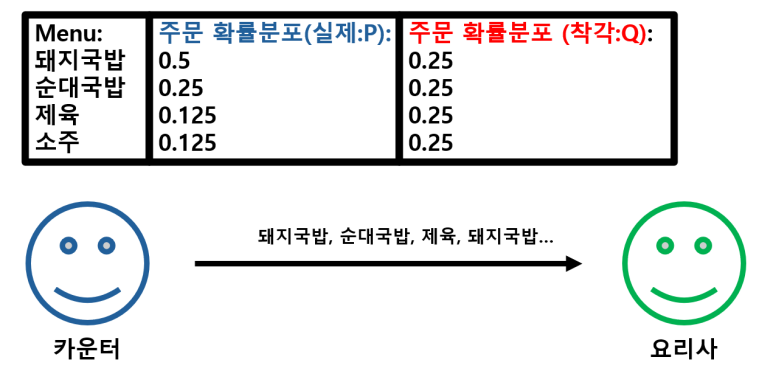 Menu: 주문 확률분포(실제:P): 주문 확률분포 (착각:Q):
돼지국밥 0.5 0.25
순대국밥 0.25 0.25
제육 0.125 0.25
소주 0.125 0.25
돼지국밥, 순대국밥, 제육, 돼지국밥...
카운터 요리사